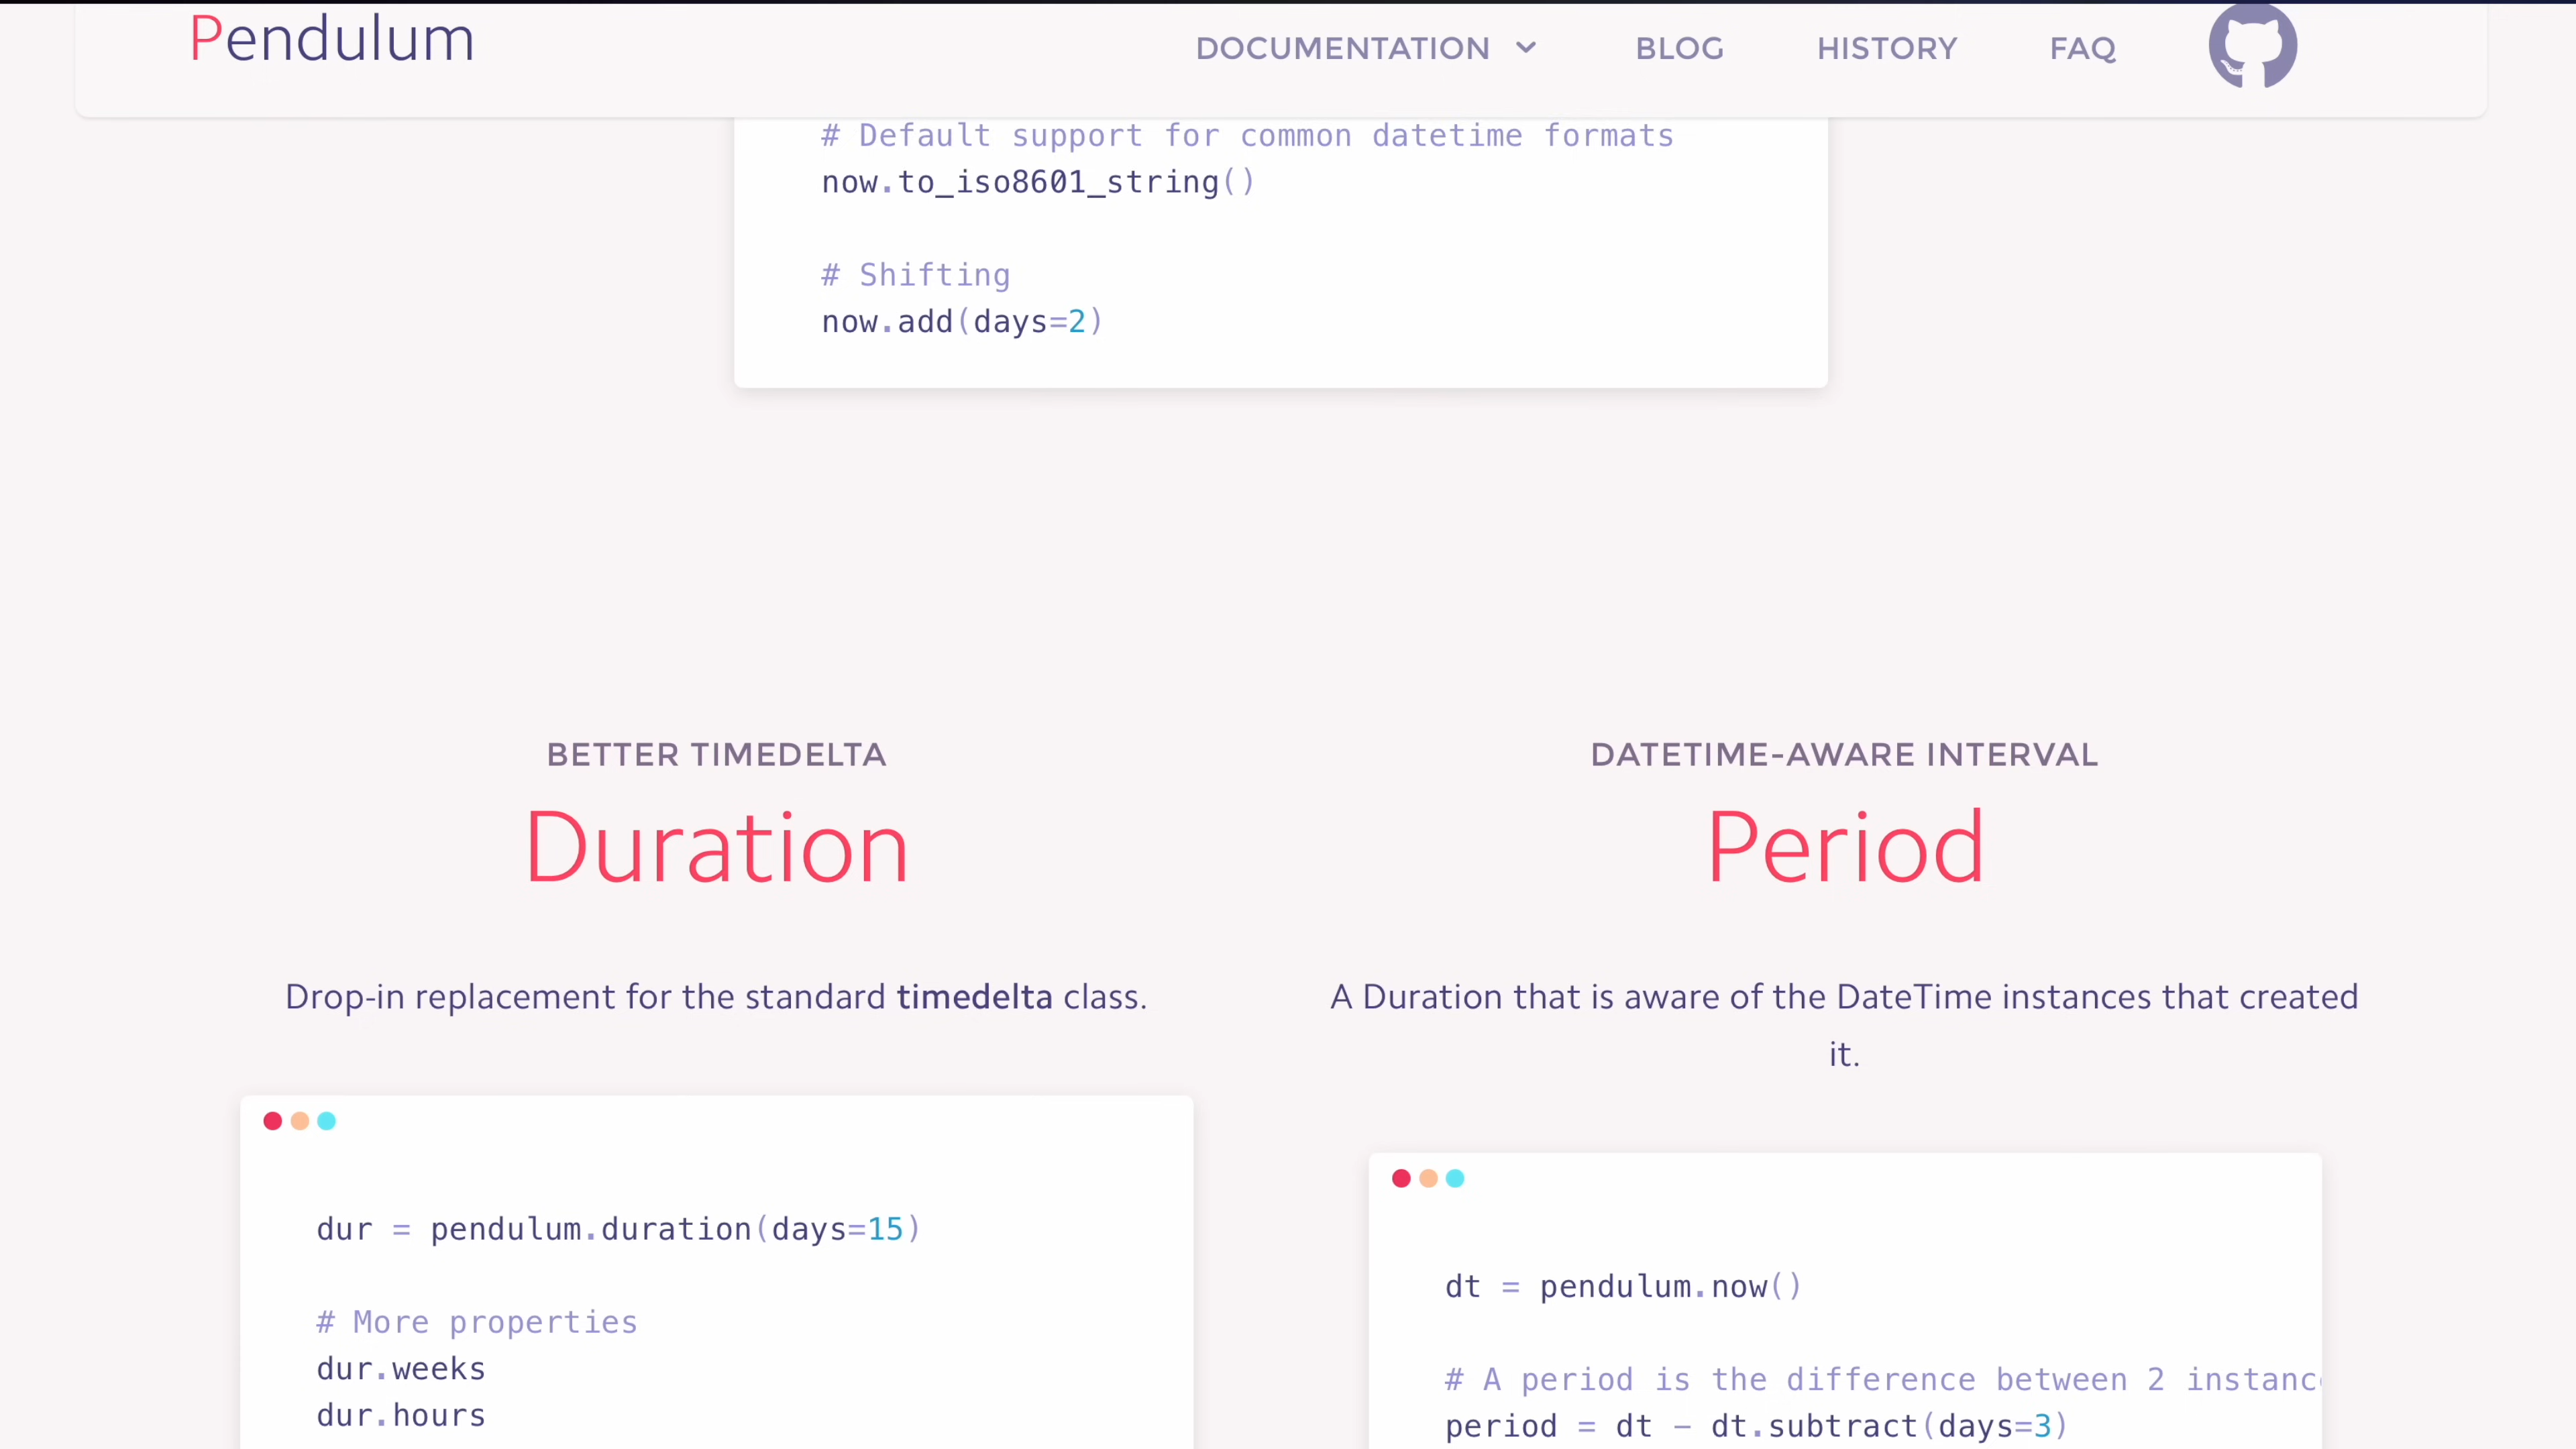 Pendulum
DOCUMENTATION
BLOG
HISTORY
FAQ
# Default support for common datetime formats
now.to_iso8601_string()
# Shifting
now.add(days=2)
BETTER TIMEDELTA
Duration
Drop-in replacement for the standard timedelta class.
dur = pendulum.duration(days=15)
# More properties
dur.weeks
dur.hours
DATETIME-AWARE INTERVAL
Period
A Duration that is aware of the DateTime instances that created
it.
dt = pendulum.now()
# A period is the difference between 2 instanc
period = dt - dt.subtract(days=3)